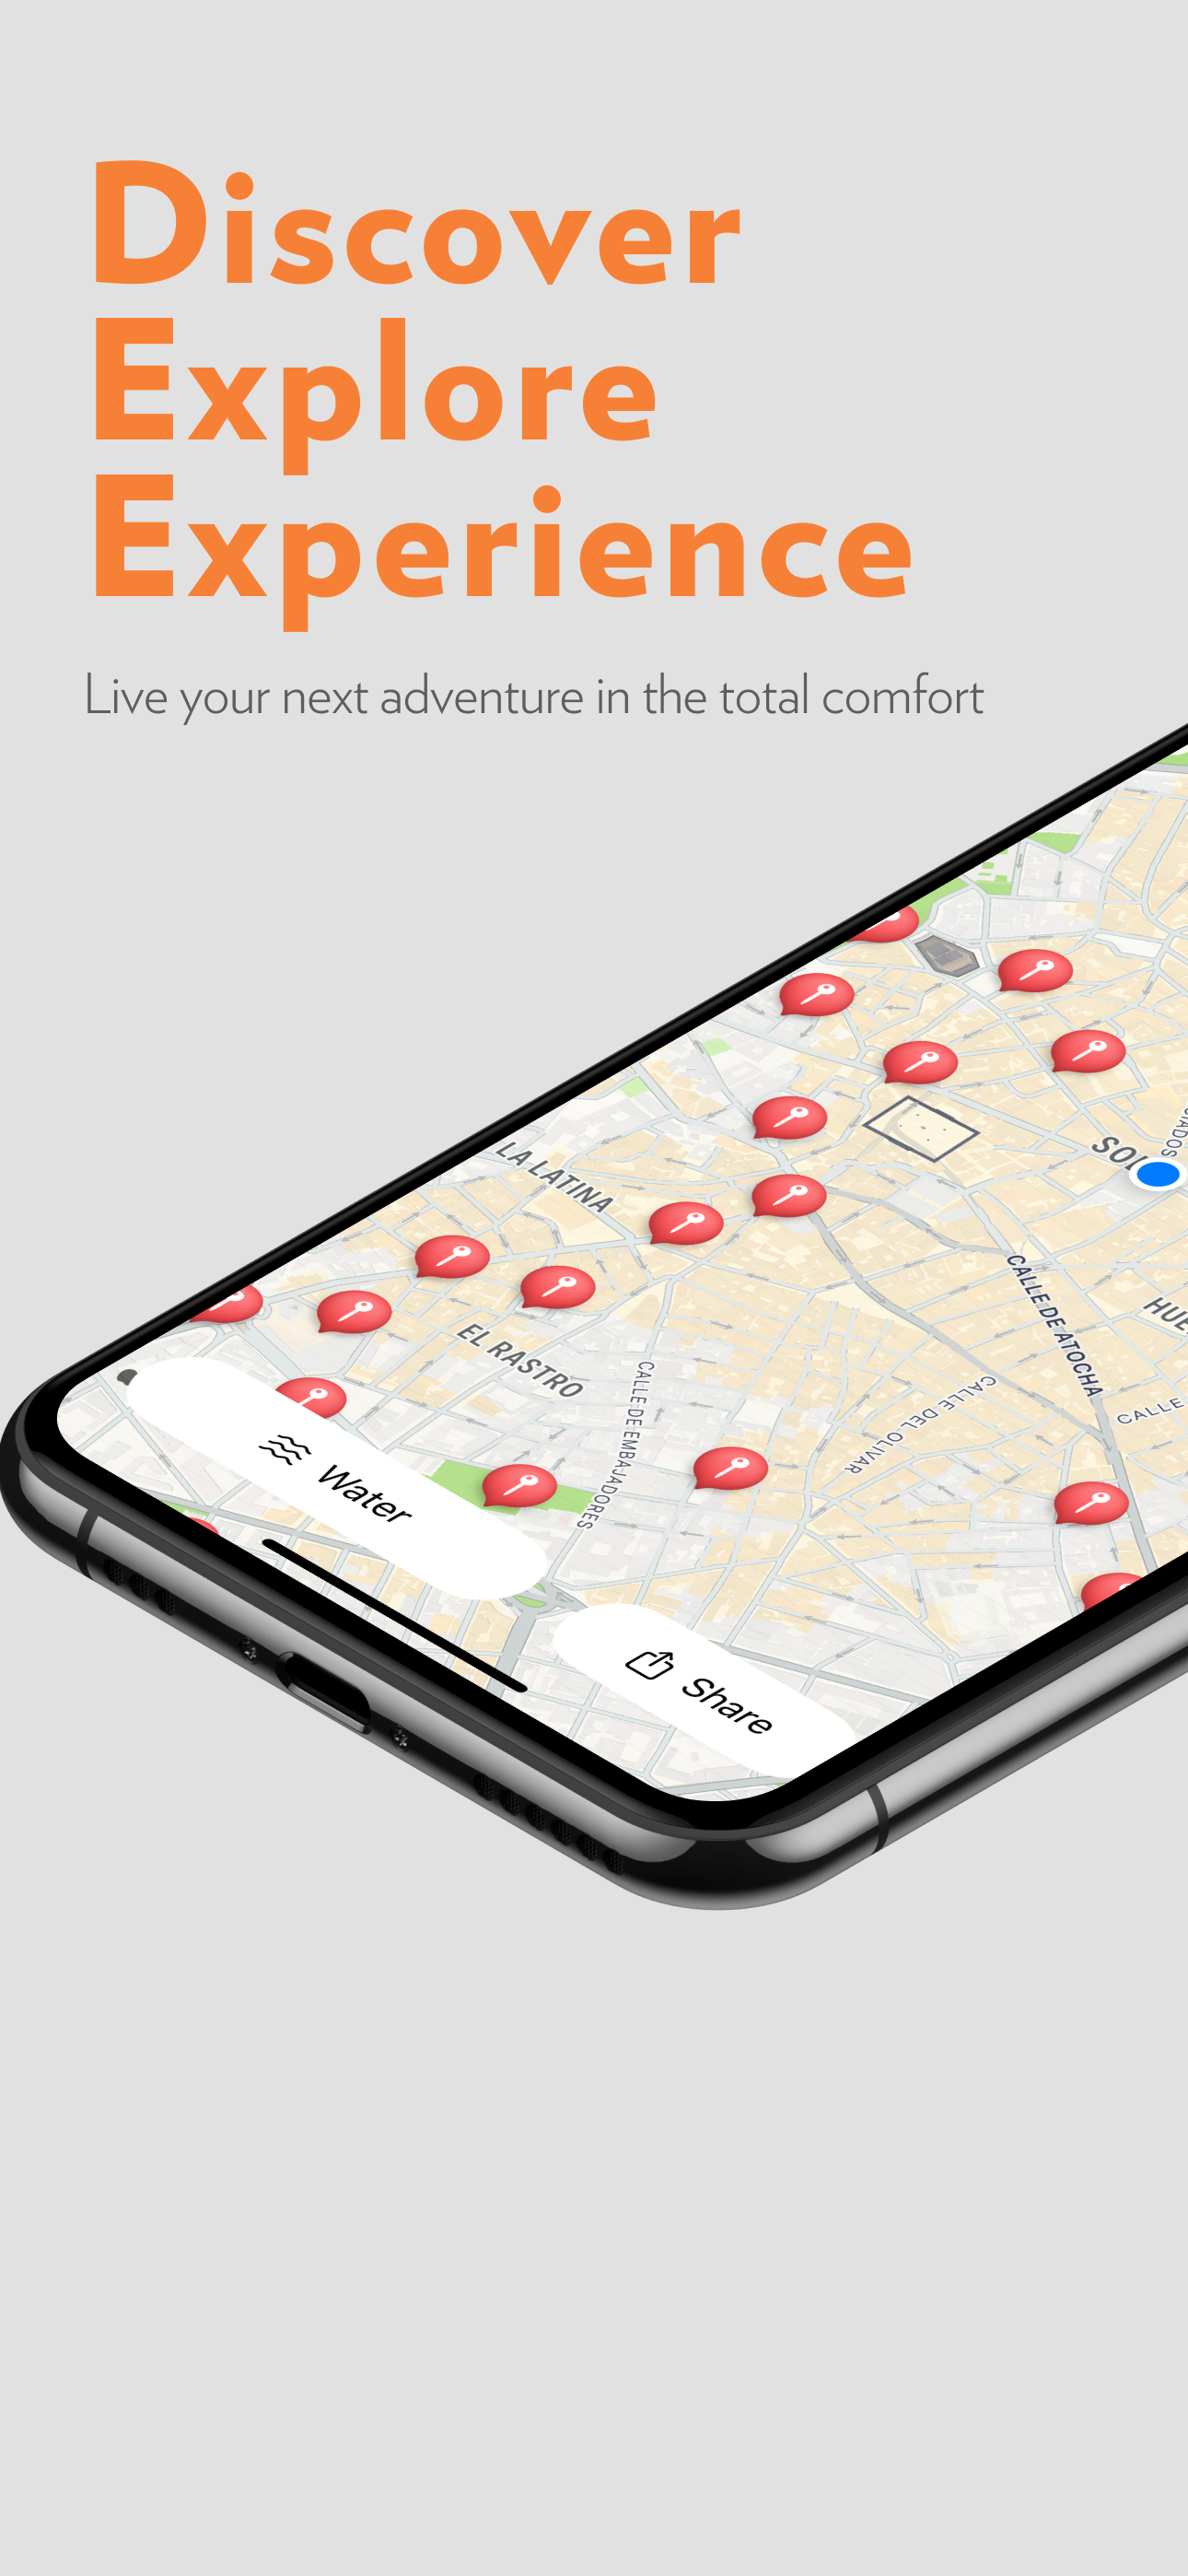 Discover
Explore
Experience
Live your next adventure in the total comfort
LA LATINA
EL RASTRO
CALLE DE EMBAJADORES
CALLE DEL OLIVAR
CALLE DE ATOCHA
CALLE
Water
Share